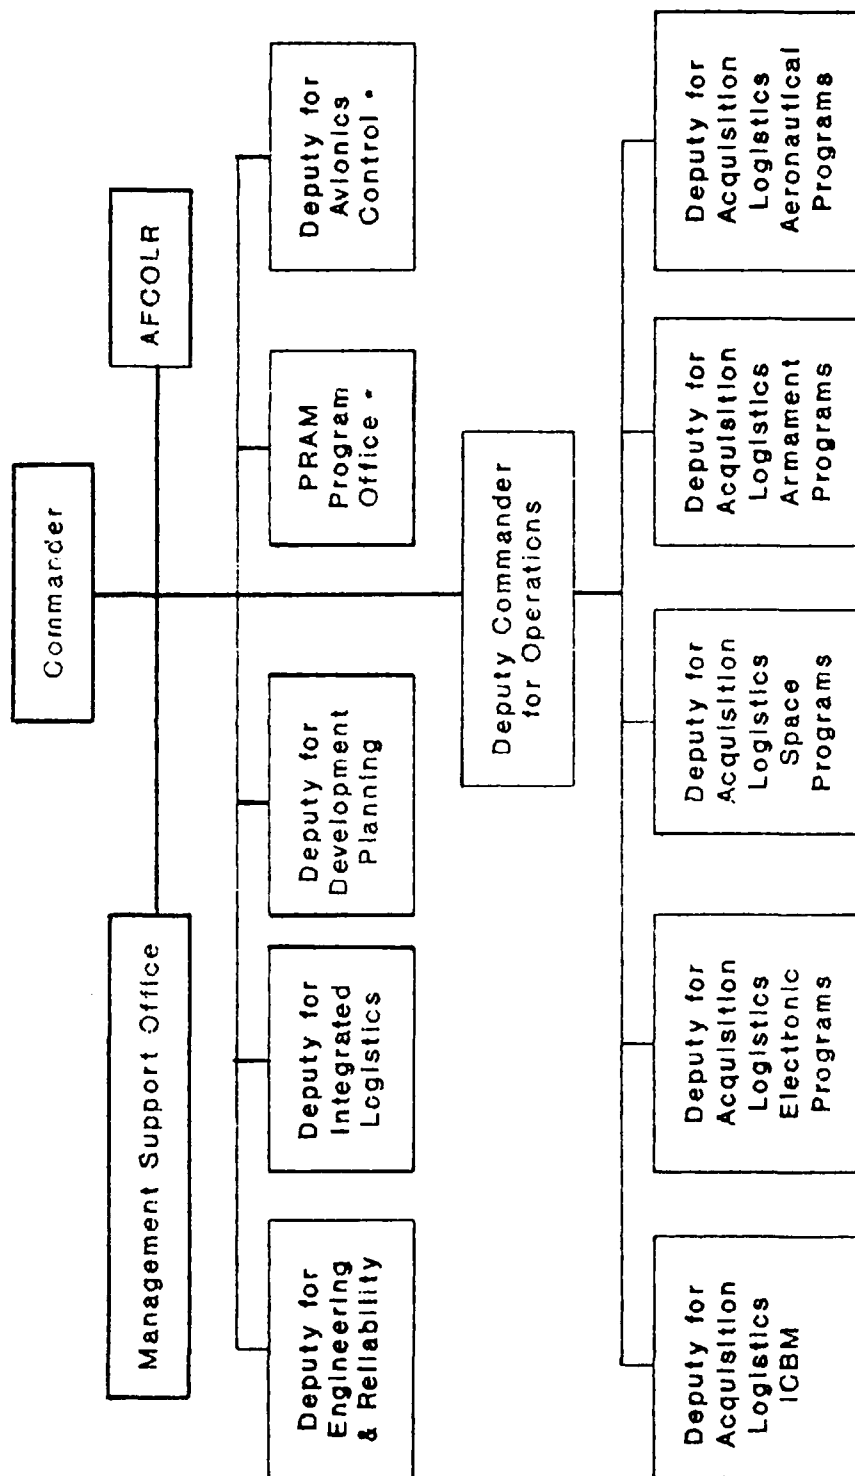 Commander
Management Support Office
AFCOLR
Deputy for
Engineering
& Reliability
Deputy for
Integrated
Logistics
Deputy for
Development
Planning
PRAM
Program
Office *
Deputy for
Avionics
Control *
Deputy Commander
for Operations
Deputy for
Acquisition
Logistics
ICBM
Deputy for
Acquisition
Logistics
Electronic
Programs
Deputy for
Acquisition
Logistics
Space
Programs
Deputy for
Acquisition
Logistics
Armament
Programs
Deputy for
Acquisition
Logistics
Aeronautical
Programs